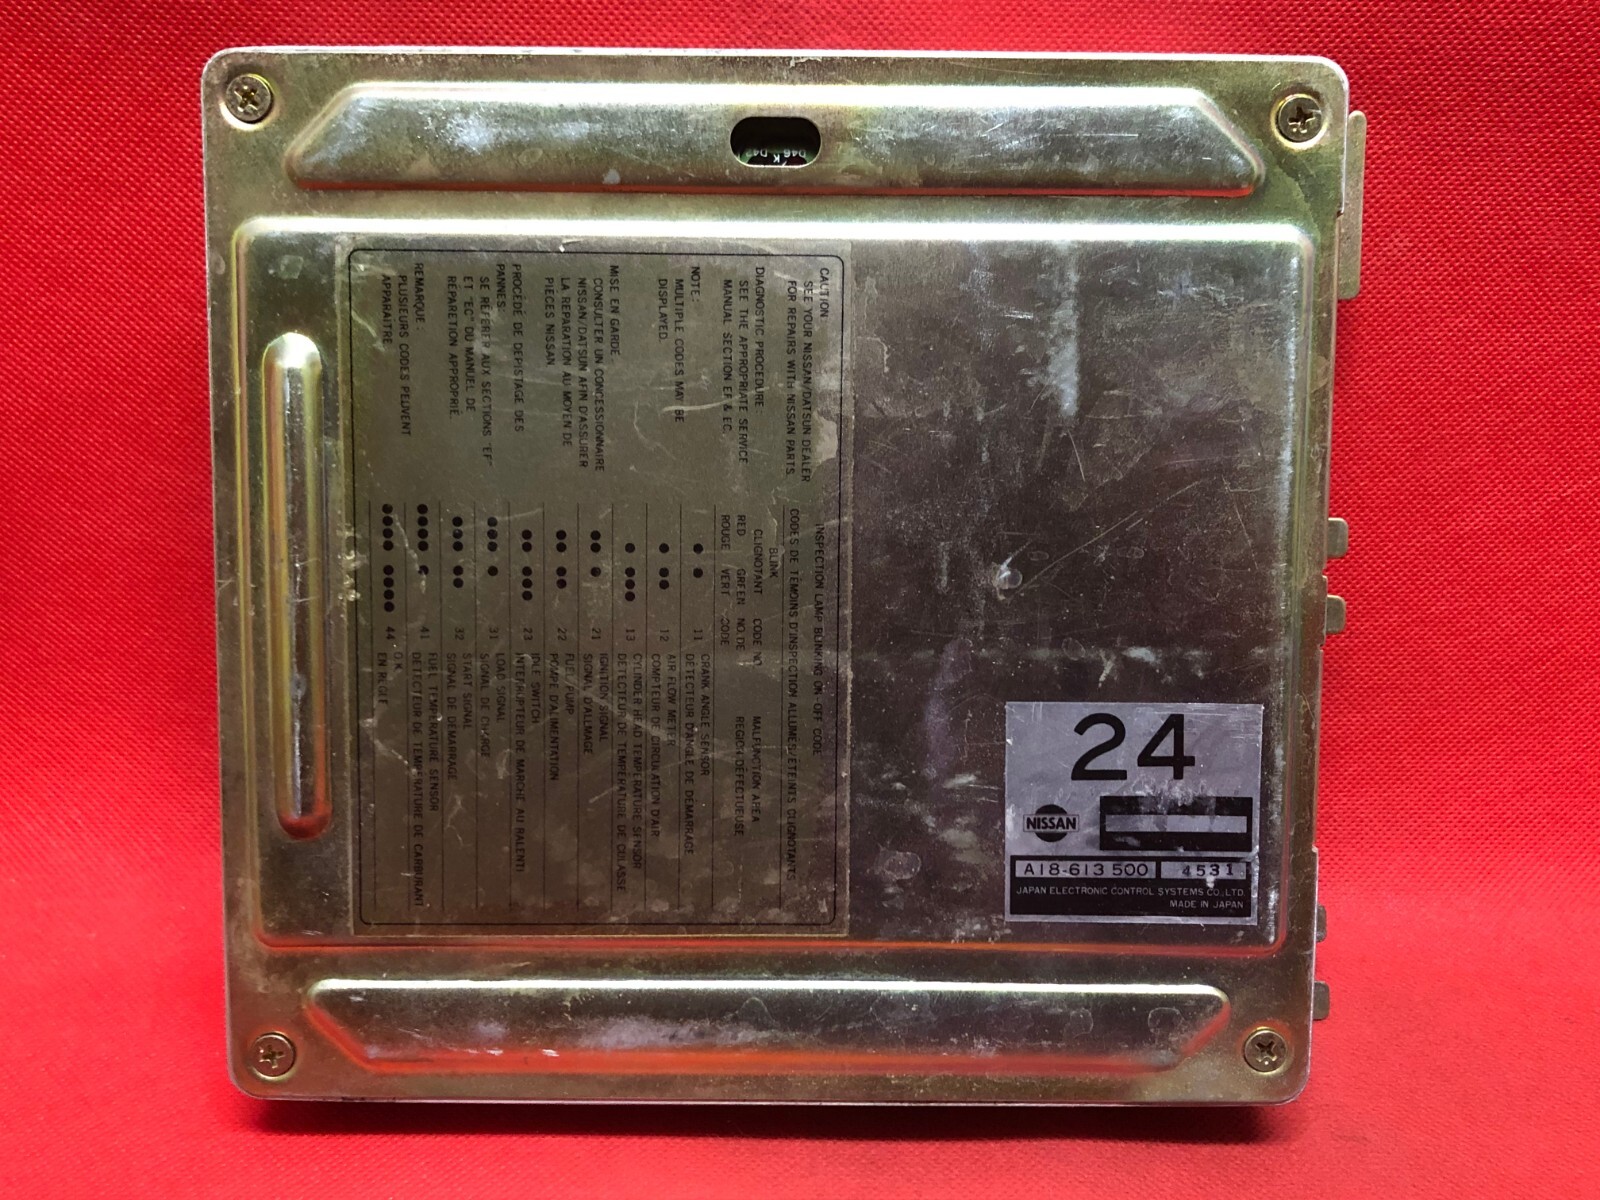 D46 K D42
CAUTION:
SEE YOUR NISSAN/DATSUN DEALER
FOR REPAIRS WITH NISSAN PARTS.
DIAGNOSTIC PROCEDURE:
SEE THE APPROPRIATE SERVICE
MANUAL SECTION EF & EC.
NOTE:
MULTIPLE CODES MAY BE
DISPLAYED.
MISE EN GARDE
CONSULTER UN CONCESSIONNAIRE
NISSAN/DATSUN AFIN D'ASSURER
LA REPARATION AU MOYEN DE
PIÈCES NISSAN
PROCÉDÉ DE DEPISTAGE DES
PANNES:
SE RÉFÉRER AUX SECTIONS "EF"
ET "EC" DU MANUEL DE
REPARETION APPROPRIÉ.
REMARQUE:
PLUSIEURS CODES PEUVENT
APPARAITRE.
INSPECTION LAMP BLINKING ON-OFF CODE
CODES DE TÉMOINS D'INSPECTION ALLUMÉS/ÉTEINTS CLIGNOTANTS
BLINK
CLIGNOTANT CODE NO. MALFUNCTION AREA
RED GREEN NO. DE REGION DÉFECTUEUSE
ROUGE VERT CODE
● ● 11 CRANK ANGLE SENSOR
DÉTECTEUR D'ANGLE DE DÉMARRAGE
● ●● 12 AIR FLOW METER
COMPTEUR DE CIRCULATION D'AIR
● ●●● 13 CYLINDER HEAD TEMPERATURE SENSOR
DÉTECTEUR DE TEMPÉRATURE DE CULASSE
●● ● 21 IGNITION SIGNAL
SIGNAL D'ALLMAGE
●● ●● 22 FUEL PUMP
POMPE D'ALIMENTATION
●● ●●● 23 IDLE SWITCH
INTERRUPTEUR DE MARCHE AU RALENTI
●●● ● 31 LOAD SIGNAL
SIGNAL DE CHARGE
●●● ●● 32 START SIGNAL
SIGNAL DE DÉMARRAGE
●●●● ● 41 FUEL TEMPERATURE SENSOR
DÉTECTEUR DE TEMPÉRATURE DE CARBURANT
●●●● ●●●● 44 O.K.
EN RÈGLE
24
NISSAN
A18-613 500 4531
JAPAN ELECTRONIC CONTROL SYSTEMS CO., LTD.
MADE IN JAPAN